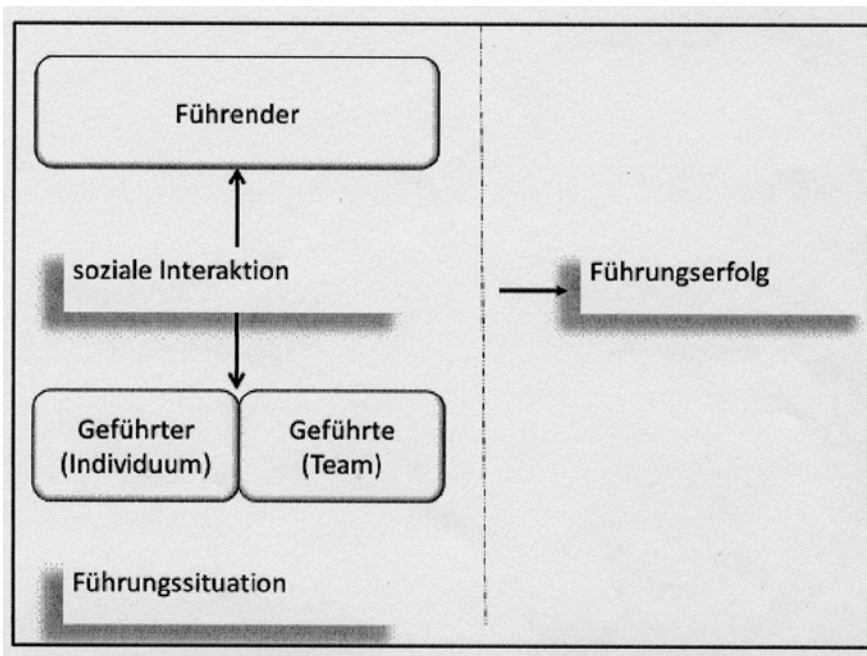 Führender
soziale Interaktion
Führungserfolg
Geführter
(Individuum)
Geführte
(Team)
Führungssituation